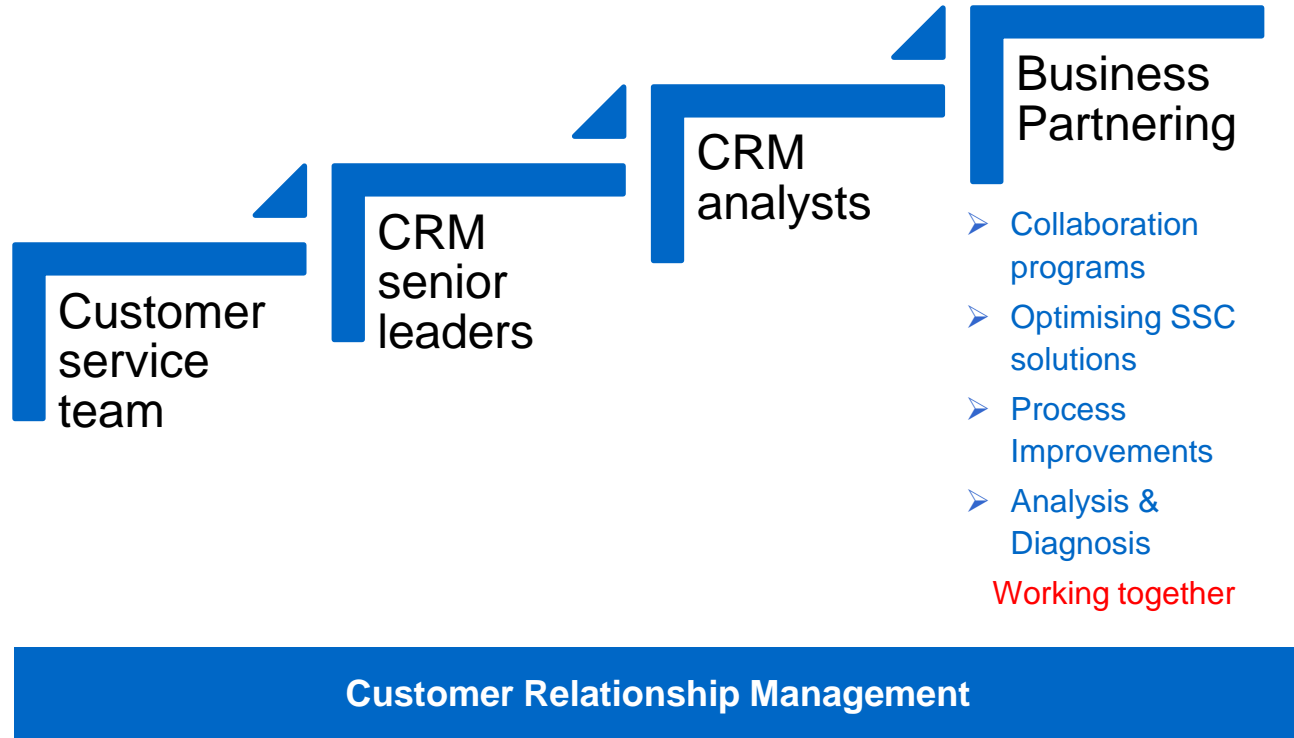 Customer
service
team
CRM
senior
leaders
CRM
analysts
Business
Partnering
➢ Collaboration
programs
➢ Optimising SSC
solutions
➢ Process
Improvements
➢ Analysis &
Diagnosis
Working together
Customer Relationship Management